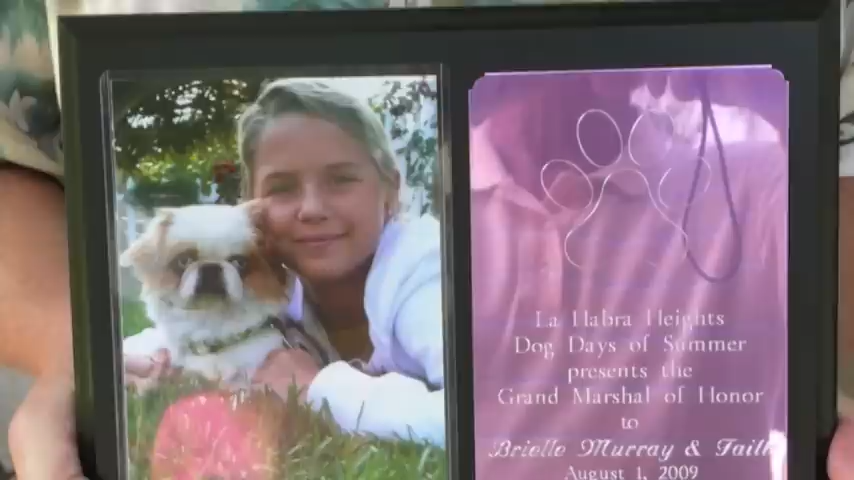 La Habra Heights
Dog Days of Summer
presents the
Grand Marshal of Honor
to
Brielle Murray & Faith
August 1, 2009